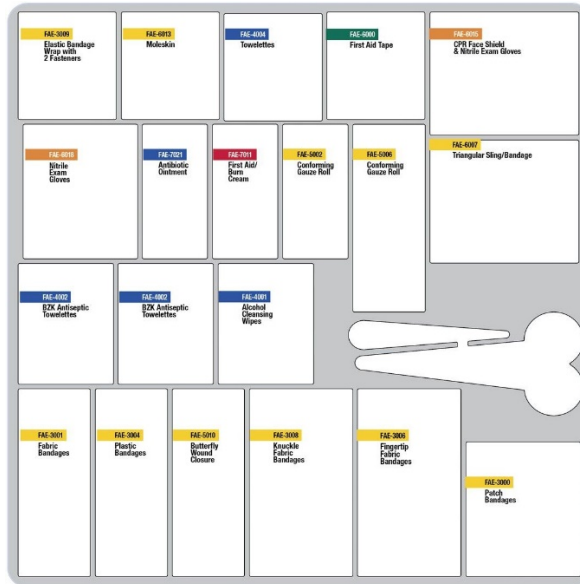 FAE-3009
Elastic Bandage
Wrap with
2 Fasteners
FAE-6013
Moleskin
FAE-4004
Towelettes
FAE-6000
First Aid Tape
FAE-6015
CPR Face Shield
& Nitrile Exam Gloves
FAE-6018
Nitrile
Exam
Gloves
FAE-7021
Antibiotic
Ointment
FAE-7011
First Aid/
Burn
Cream
FAE-5002
Conforming
Gauze Roll
FAE-5006
Conforming
Gauze Roll
FAE-6007
Triangular Sling/Bandage
FAE-4002
BZK Antiseptic
Towelettes
FAE-4002
BZK Antiseptic
Towelettes
FAE-4001
Alcohol
Cleansing
Wipes
FAE-3001
Fabric
Bandages
FAE-3004
Plastic
Bandages
FAE-5010
Butterfly
Wound
Closure
FAE-3008
Knuckle
Fabric
Bandages
FAE-3006
Fingertip
Fabric
Bandages
FAE-3000
Patch
Bandages